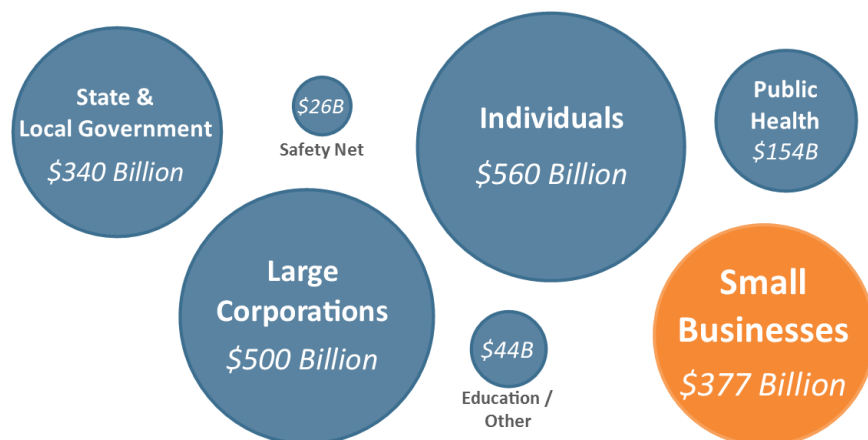 State &
Local Government
$340 Billion
$26B
Safety Net
Individuals
$560 Billion
Public
Health
$154B
Large
Corporations
$500 Billion
$44B
Education /
Other
Small
Businesses
$377 Billion